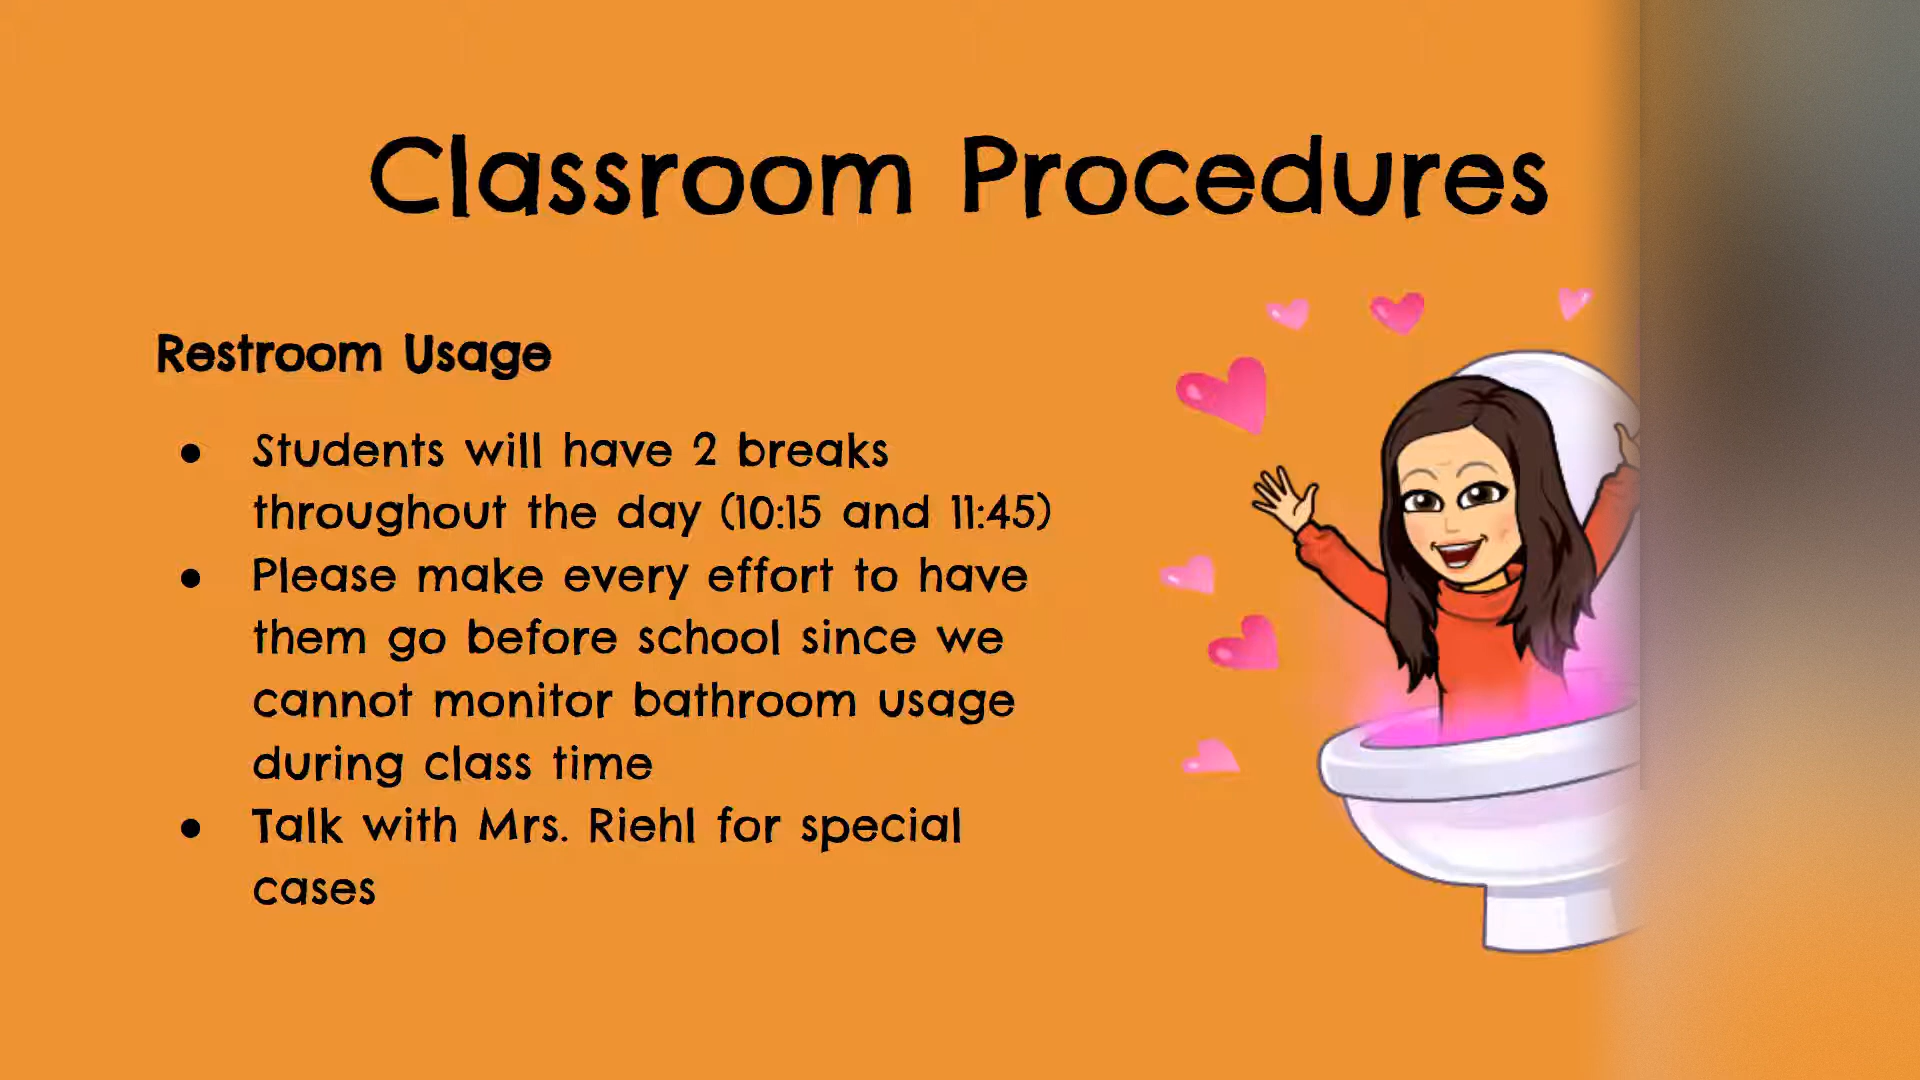 Classroom Procedures
Restroom Usage
● Students will have 2 breaks
throughout the day (10:15 and 11:45)
● Please make every effort to have
them go before school since we
cannot monitor bathroom usage
during class time
● Talk with Mrs. Riehl for special
cases